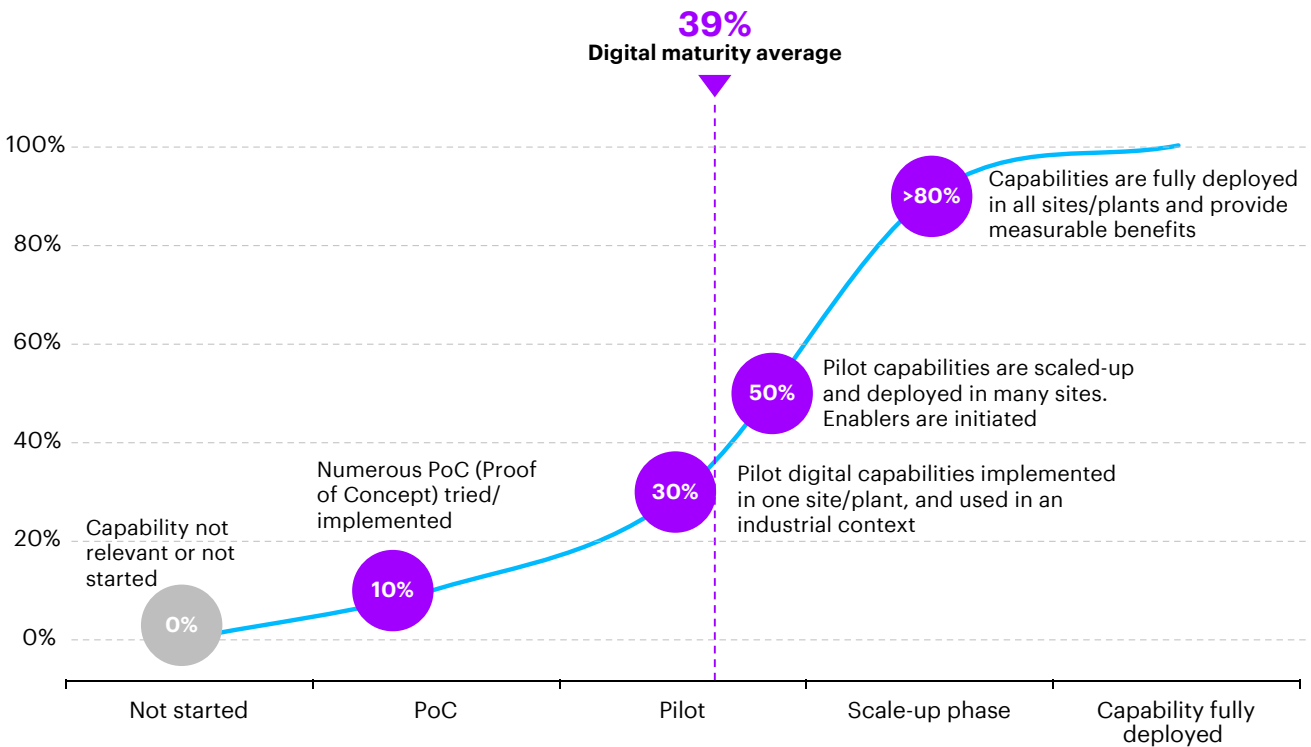 39%
Digital maturity average
100%
80%
60%
40%
20%
0%
Capability not
relevant or not
started
0%
Numerous PoC (Proof
of Concept) tried/
implemented
10%
30%
Pilot digital capabilities implemented
in one site/plant, and used in an
industrial context
50%
Pilot capabilities are scaled-up
and deployed in many sites.
Enablers are initiated
>80%
Capabilities are fully deployed
in all sites/plants and provide
measurable benefits
Not started
PoC
Pilot
Scale-up phase
Capability fully
deployed